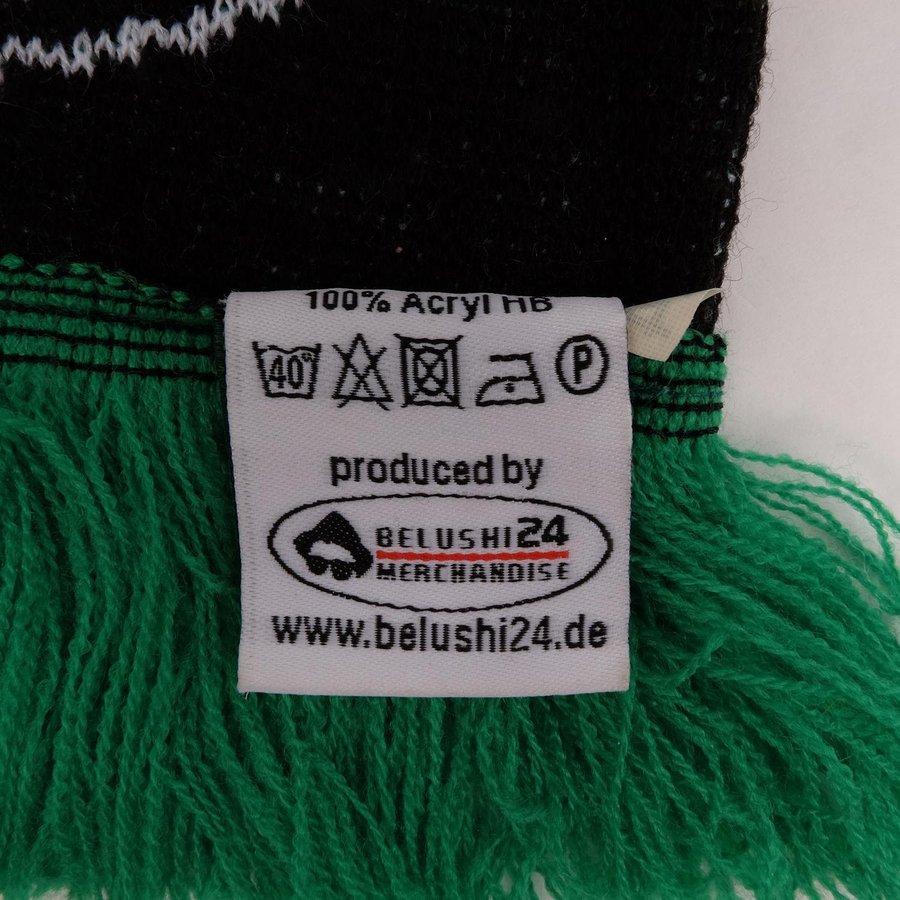 100% Acryl HB
40°
P
produced by
BELUSHI24
MERCHANDISE
www.belushi24.de